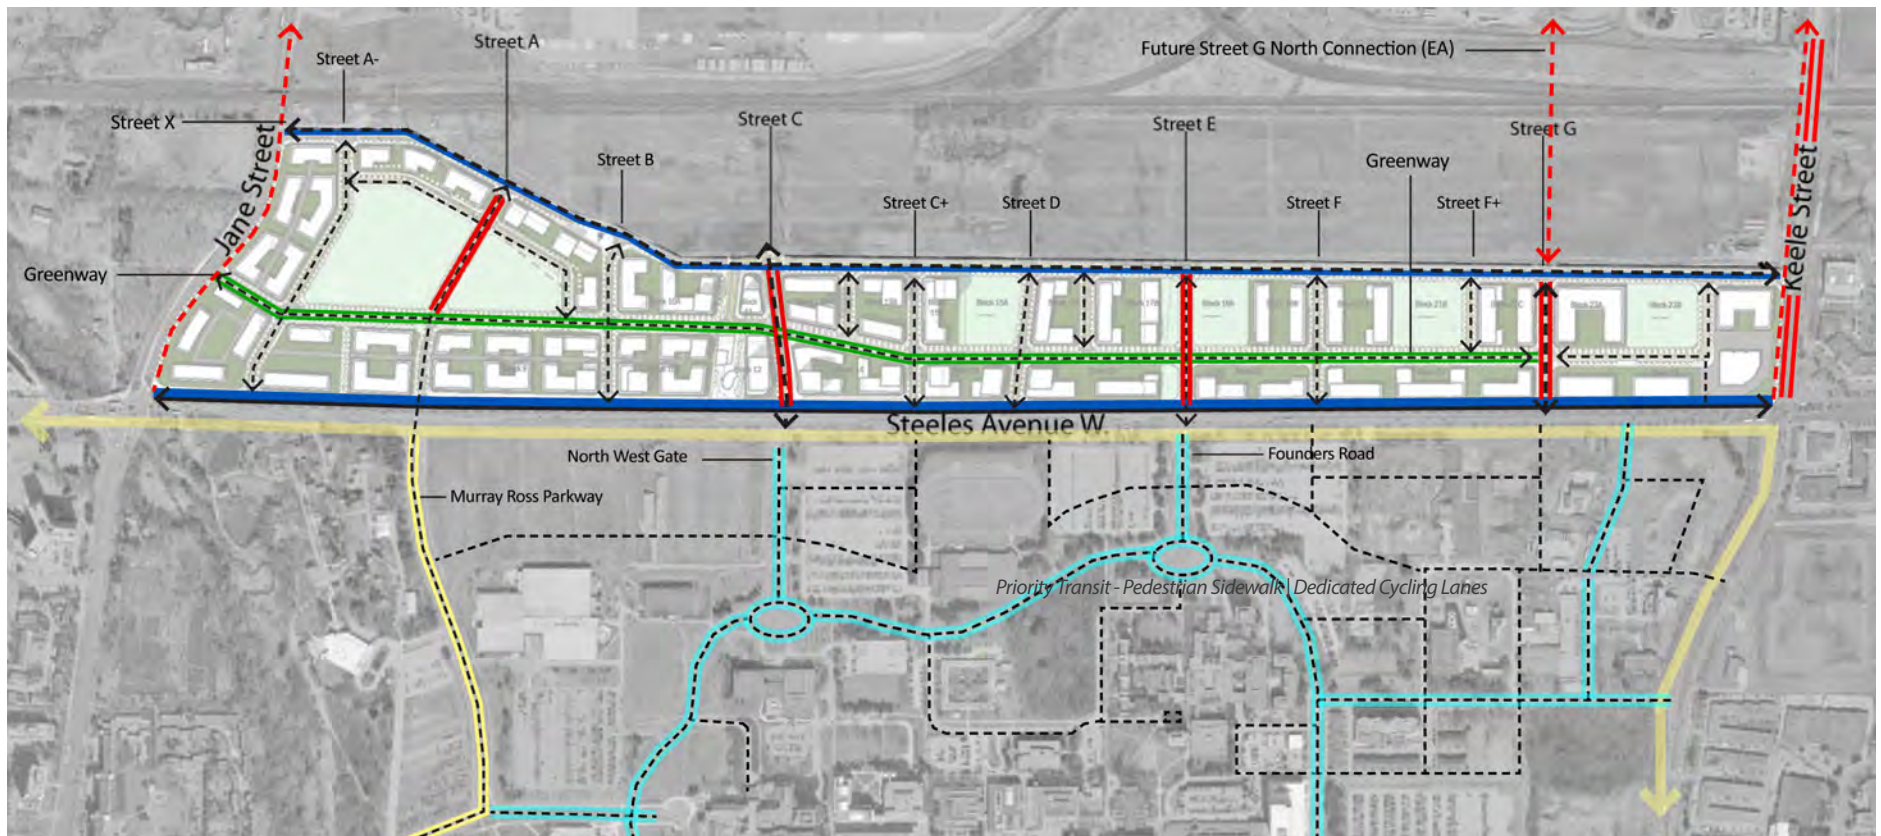 Street A
Future Street G North Connection (EA)
Street A-
Street X
Street C
Street E
Street G
Street B
Greenway
Jane Street
Street C+
Street D
Street F
Street F+
Keele Street
Greenway
Steeles Avenue W.
North West Gate
Founders Road
Murray Ross Parkway
Priority Transit - Pedestrian Sidewalk | Dedicated Cycling Lanes